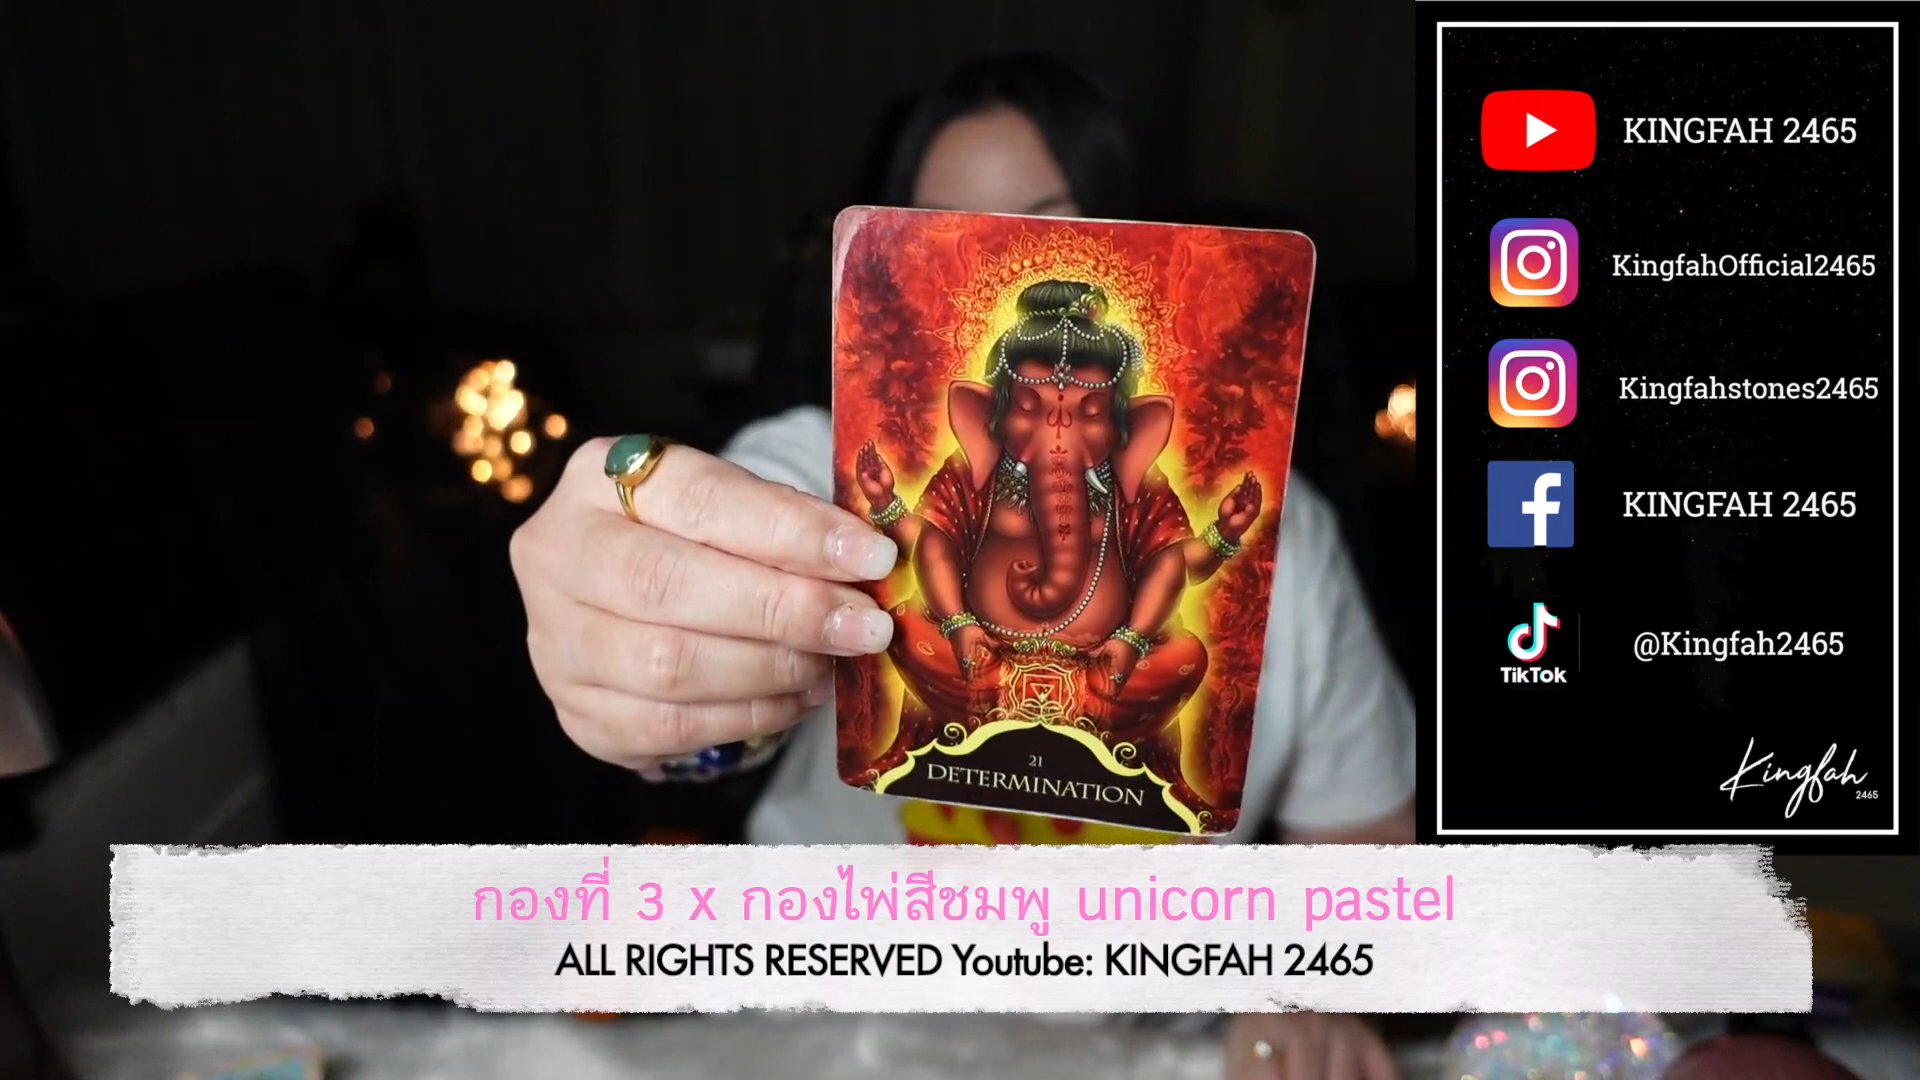 KINGFAH 2465
KingfahOfficial2465
Kingfahstones2465
KINGFAH 2465
TikTok
@Kingfah2465
Kingfah
2465
21
DETERMINATION
กองที่ 3 x กองไพ่สีชมพู unicorn pastel
ALL RIGHTS RESERVED Youtube: KINGFAH 2465